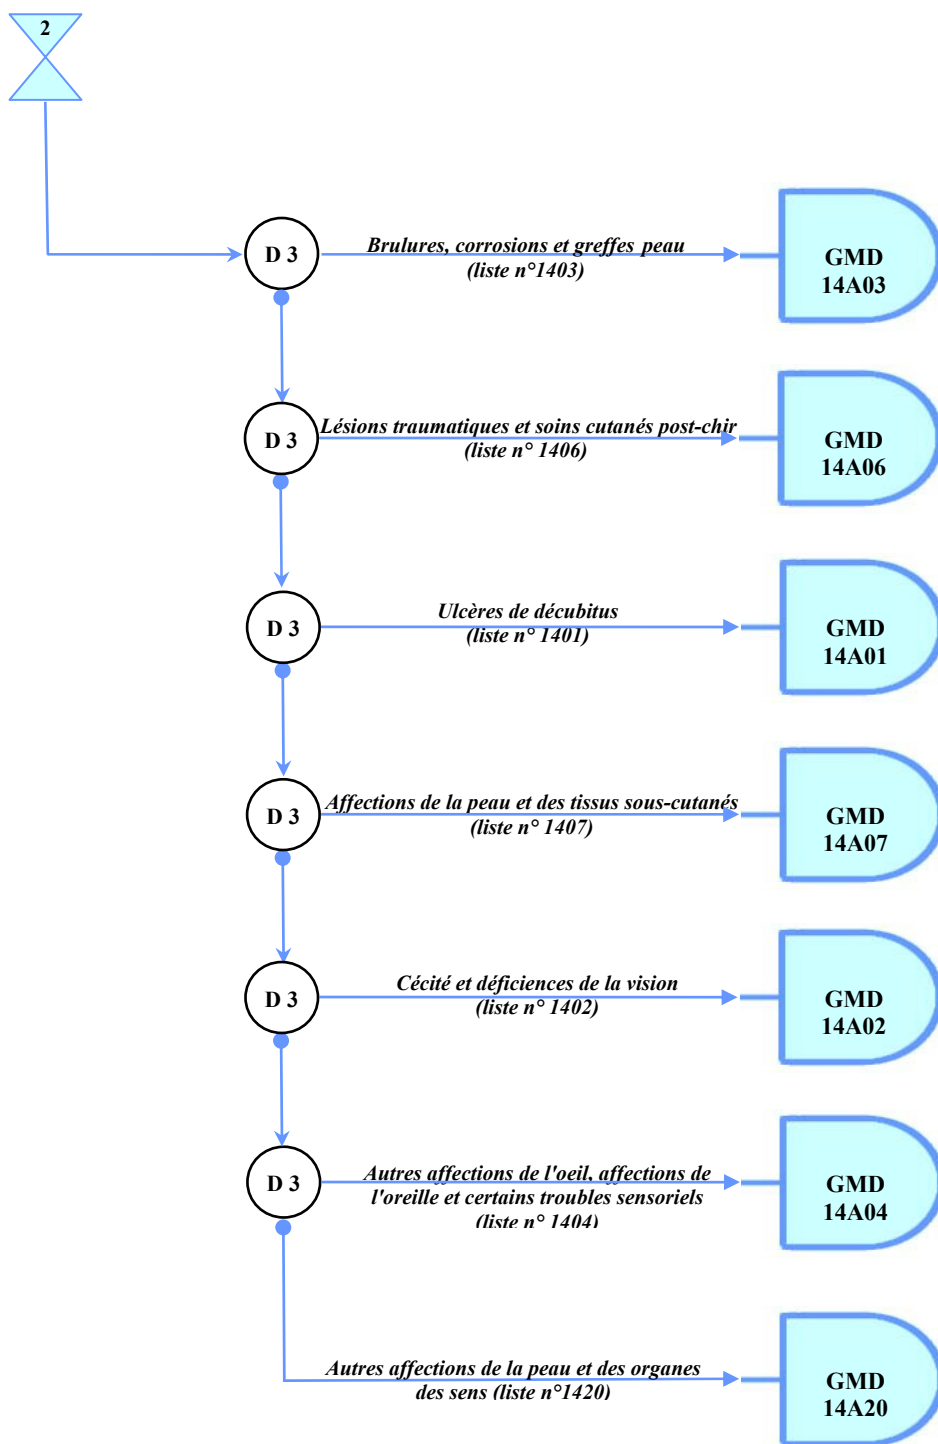 2
D 3
Brulures, corrosions et greffes peau
(liste n°1403)
GMD
14A03
D 3
Lésions traumatiques et soins cutanés post-chir
(liste n° 1406)
GMD
14A06
D 3
Ulcères de décubitus
(liste n° 1401)
GMD
14A01
D 3
Affections de la peau et des tissus sous-cutanés
(liste n° 1407)
GMD
14A07
D 3
Cécité et déficiences de la vision
(liste n° 1402)
GMD
14A02
D 3
Autres affections de l'oeil, affections de
l'oreille et certains troubles sensoriels
(liste n° 1404)
GMD
14A04
Autres affections de la peau et des organes
des sens (liste n°1420)
GMD
14A20